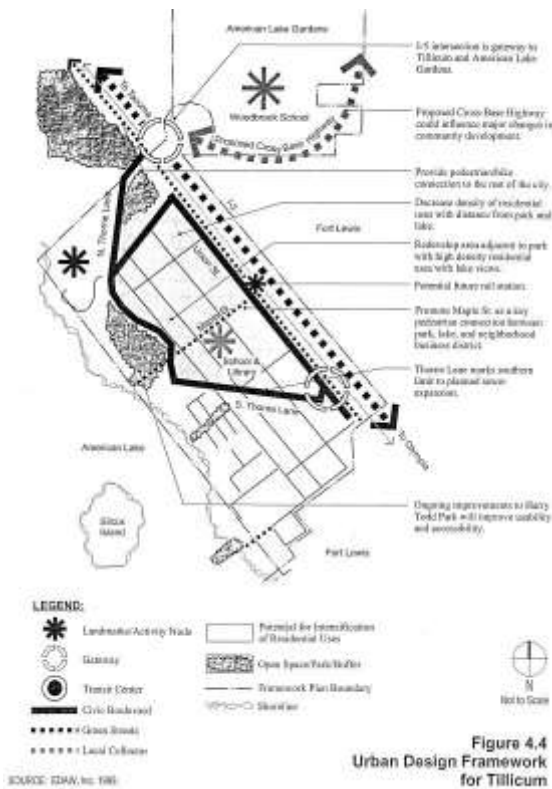 American Lake Gardens
I-5 intersection is gateway to
Tillicum and American Lake
Gardens.
To Tacoma
Woodbrook School
Proposed Cross Base Highway
could influence major changes in
community development.
Cross Base Highway
Provide pedestrian/bike
connection to the rest of the city.
Decrease density of residential
uses with distance from park and
lake.
N. Thorne Lane
I-5
Fort Lewis
Union St.
Redevelop area adjacent to park
with high density residential
uses with lake views.
Potential future rail station.
Promote Maple St. as a key
pedestrian connection between
park, lake, and neighborhood
business district.
School &
Library
Thorne Lane marks southern
limit to planned sewer
expansion.
S. Thorne Lane
To Olympia
American Lake
Silcox
Island
Ongoing improvements to Harry
Todd Park will improve usability
and accessibility.
Fort Lewis
LEGEND:
Landmarks/Activity Node
Potential for Intensification
of Residential Uses
Gateway
Open Space/Park/Buffer
Transit Center
Framework Plan Boundary
Civic Boulevard
Shoreline
Green Streets
Local Collector
N
Not to Scale
Figure 4.4
Urban Design Framework
for Tillicum
SOURCE: EDAW, Inc.